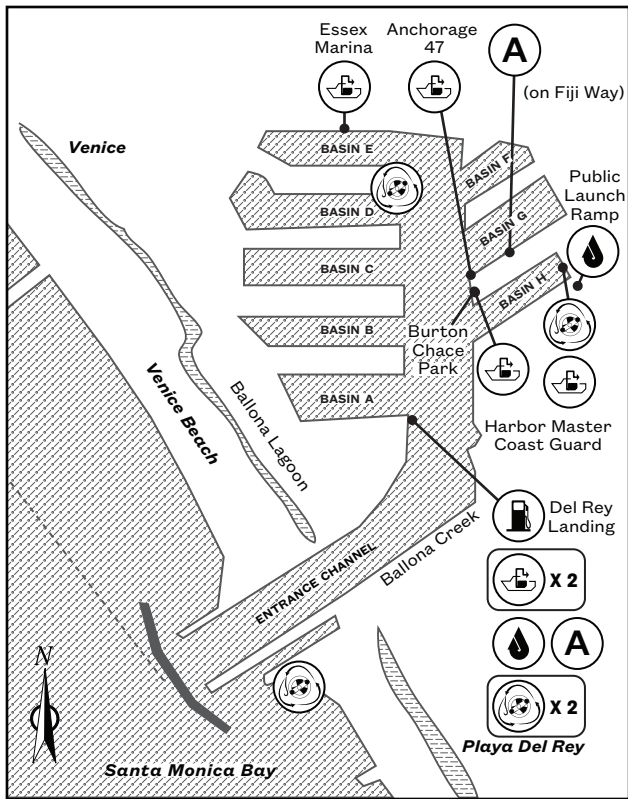 Essex
Marina
Anchorage
47
A
(on Fiji Way)
Venice
BASIN E
BASIN F
Public
Launch
Ramp
BASIN D
BASIN G
BASIN C
BASIN H
BASIN B
Burton
Chace
Park
Venice Beach
Ballona Lagoon
BASIN A
Harbor Master
Coast Guard
Del Rey
Landing
ENTRANCE CHANNEL
Ballona Creek
X 2
A
N
X 2
Playa Del Rey
Santa Monica Bay